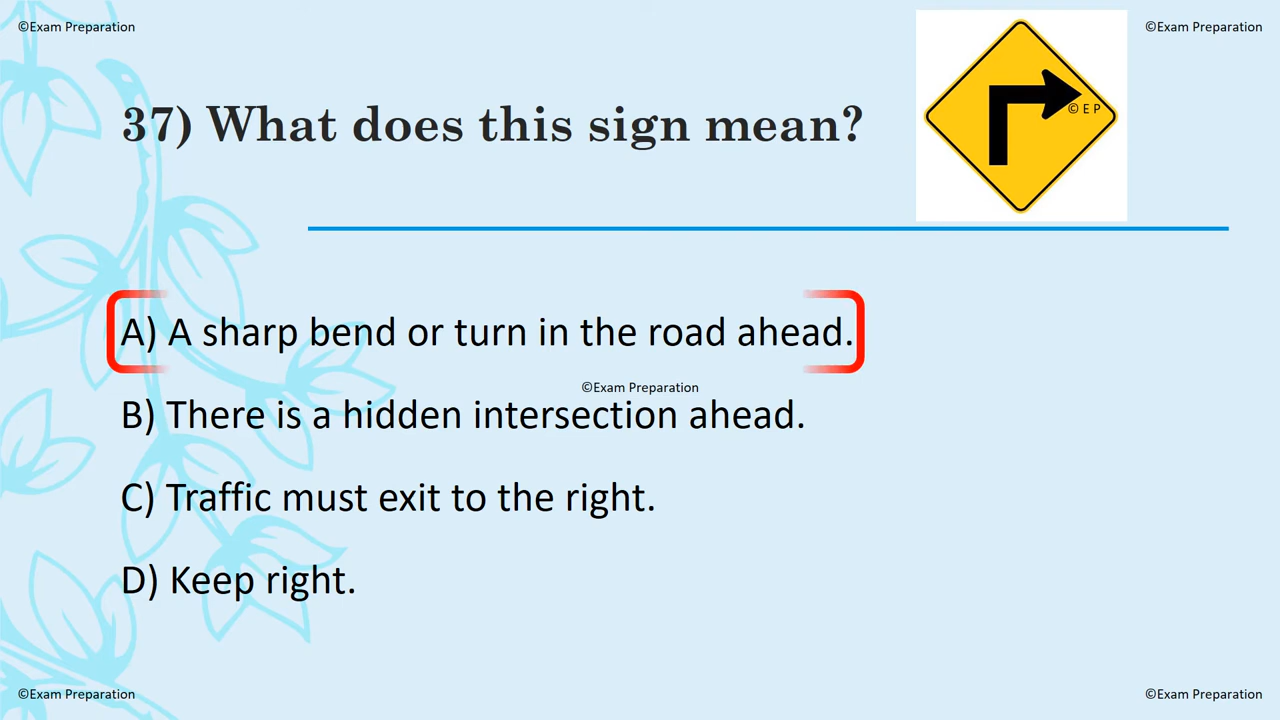 ©Exam Preparation
©Exam Preparation
37) What does this sign mean?
© E P
A) A sharp bend or turn in the road ahead.
©Exam Preparation
B) There is a hidden intersection ahead.
C) Traffic must exit to the right.
D) Keep right.
©Exam Preparation
©Exam Preparation